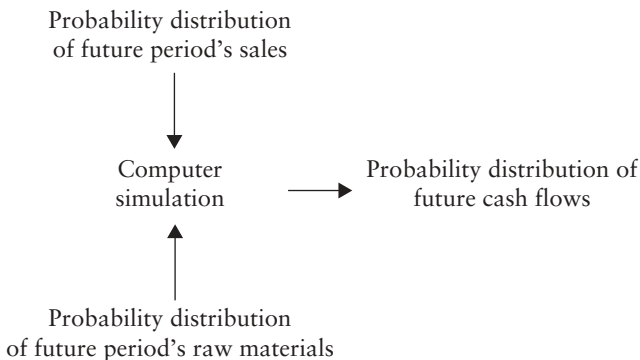 Probability distribution
of future period's sales
Computer
simulation
Probability distribution of
future cash flows
Probability distribution
of future period's raw materials